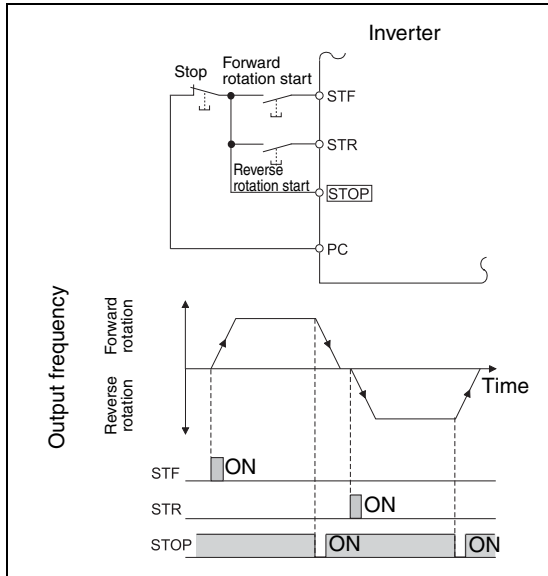 Inverter
Forward
rotation start
Stop
STF
STR
Reverse
rotation start
STOP
PC
Output frequency
Forward
rotation
Reverse
rotation
Time
STF
ON
STR
ON
STOP
ON
ON